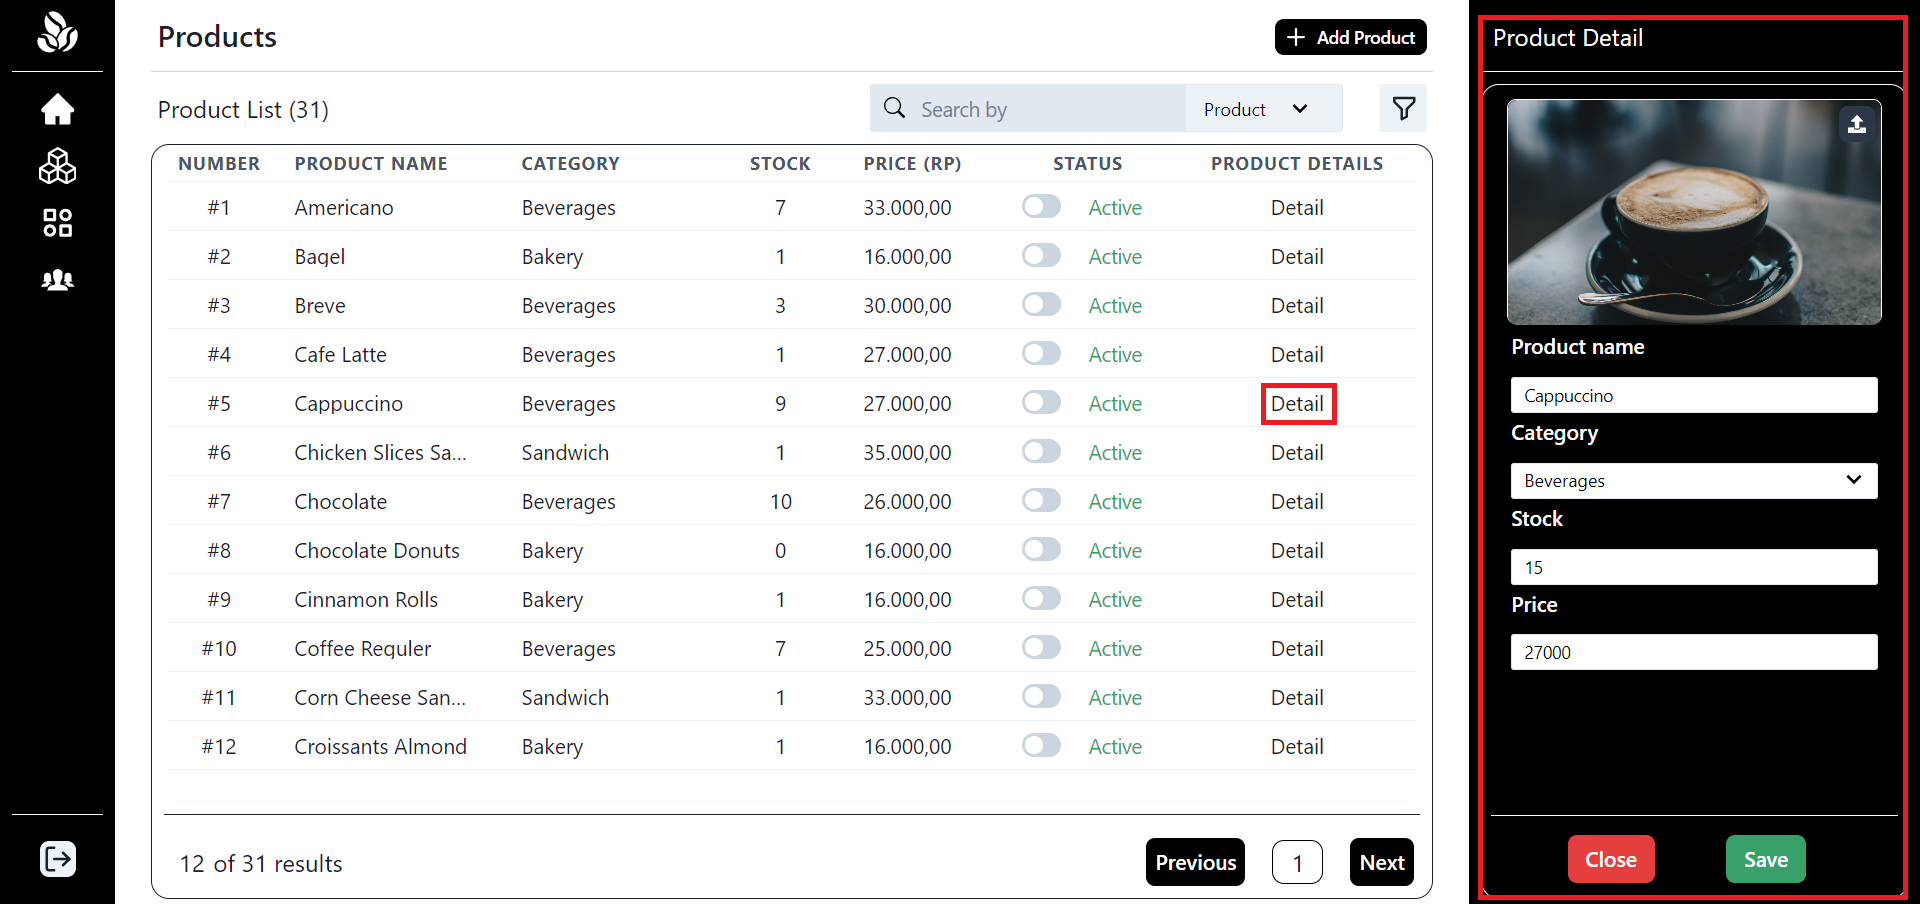 Products
Add Product
Product List (31)
Search by
Product
NUMBER PRODUCT NAME CATEGORY STOCK PRICE (RP) STATUS PRODUCT DETAILS
#1 Americano Beverages 7 33.000,00 Active Detail
#2 Bagel Bakery 1 16.000,00 Active Detail
#3 Breve Beverages 3 30.000,00 Active Detail
#4 Cafe Latte Beverages 1 27.000,00 Active Detail
#5 Cappuccino Beverages 9 27.000,00 Active Detail
#6 Chicken Slices Sa... Sandwich 1 35.000,00 Active Detail
#7 Chocolate Beverages 10 26.000,00 Active Detail
#8 Chocolate Donuts Bakery 0 16.000,00 Active Detail
#9 Cinnamon Rolls Bakery 1 16.000,00 Active Detail
#10 Coffee Reguler Beverages 7 25.000,00 Active Detail
#11 Corn Cheese San... Sandwich 1 33.000,00 Active Detail
#12 Croissants Almond Bakery 1 16.000,00 Active Detail
12 of 31 results
Previous 1 Next
Product Detail
Product name
Cappuccino
Category
Beverages
Stock
15
Price
27000
Close Save